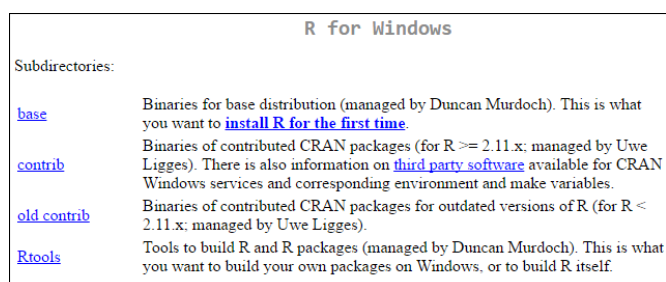 R for Windows
Subdirectories:
base
Binaries for base distribution (managed by Duncan Murdoch). This is what
you want to install R for the first time.
contrib
Binaries of contributed CRAN packages (for R >= 2.11.x; managed by Uwe
Ligges). There is also information on third party software available for CRAN
Windows services and corresponding environment and make variables.
old contrib
Binaries of contributed CRAN packages for outdated versions of R (for R <
2.11.x; managed by Uwe Ligges).
Rtools
Tools to build R and R packages (managed by Duncan Murdoch). This is what
you want to build your own packages on Windows, or to build R itself.